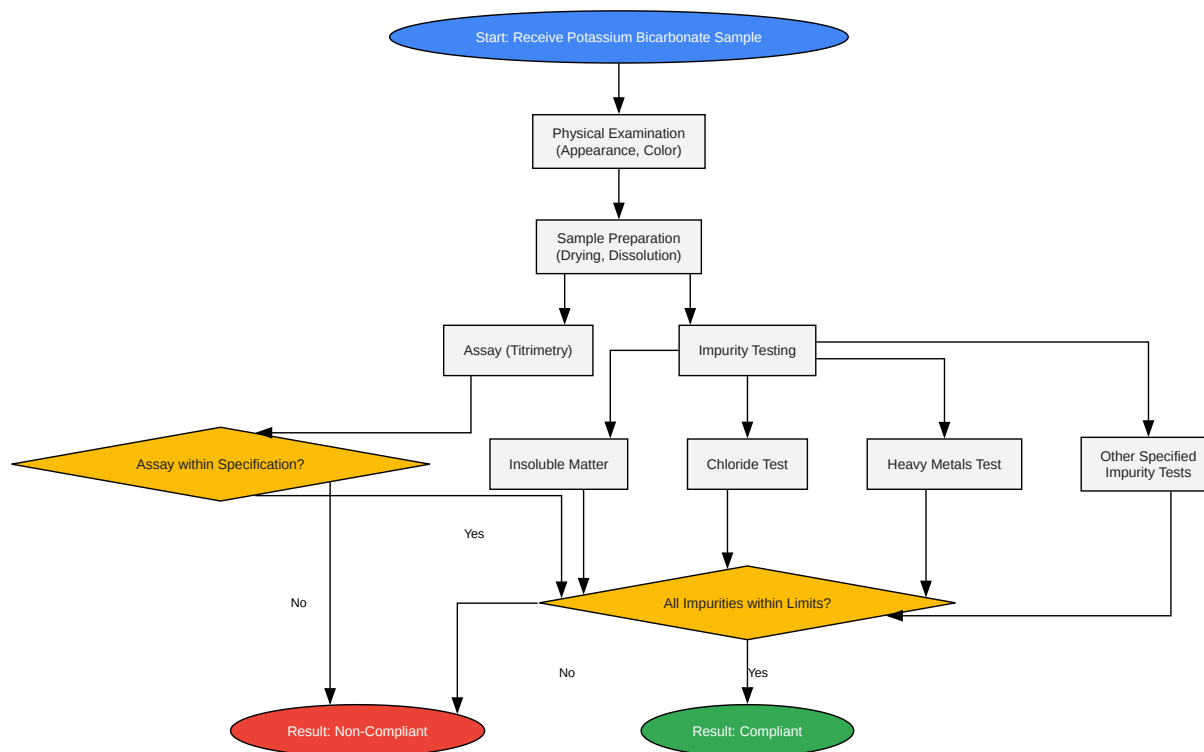 Start: Receive Potassium Bicarbonate Sample
Physical Examination
(Appearance, Color)
Sample Preparation
(Drying, Dissolution)
Assay (Titrimetry)
Impurity Testing
Assay within Specification?
Insoluble Matter
Chloride Test
Heavy Metals Test
Other Specified
Impurity Tests
Yes
No
All Impurities within Limits?
No
Yes
Result: Non-Compliant
Result: Compliant